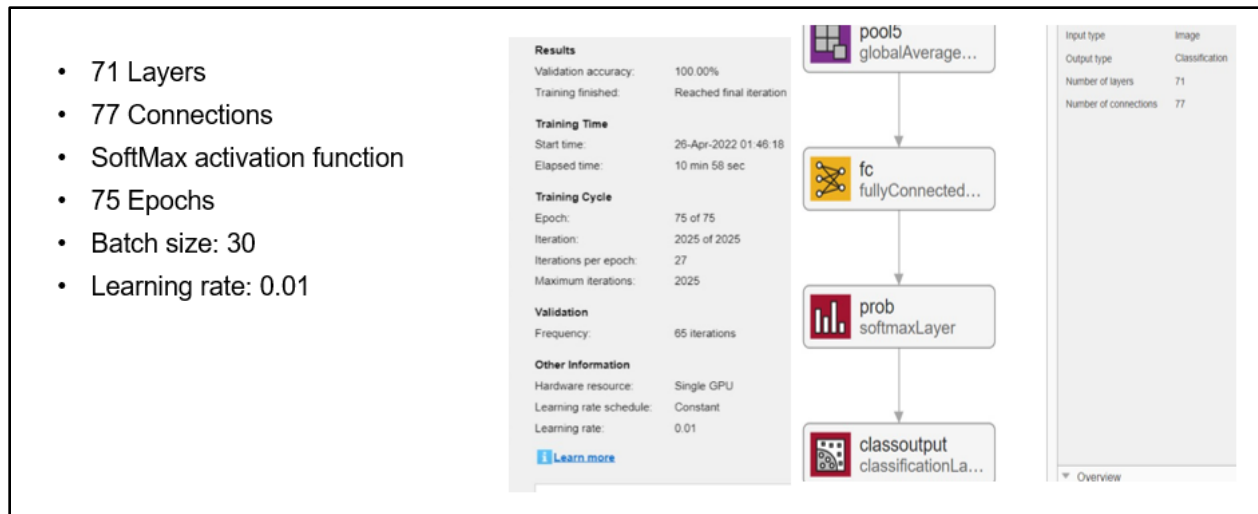 • 71 Layers
• 77 Connections
• SoftMax activation function
• 75 Epochs
• Batch size: 30
• Learning rate: 0.01
Results
Validation accuracy: 100.00%
Training finished: Reached final iteration
Training Time
Start time: 26-Apr-2022 01:46:18
Elapsed time: 10 min 58 sec
Training Cycle
Epoch: 75 of 75
Iteration: 2025 of 2025
Iterations per epoch: 27
Maximum iterations: 2025
Validation
Frequency: 65 iterations
Other Information
Hardware resource: Single GPU
Learning rate schedule: Constant
Learning rate: 0.01
Learn more
pool5
globalAverage...
fc
fullyConnected...
prob
softmaxLayer
classoutput
classificationLa...
Input type Image
Output type Classification
Number of layers 71
Number of connections 77
Overview